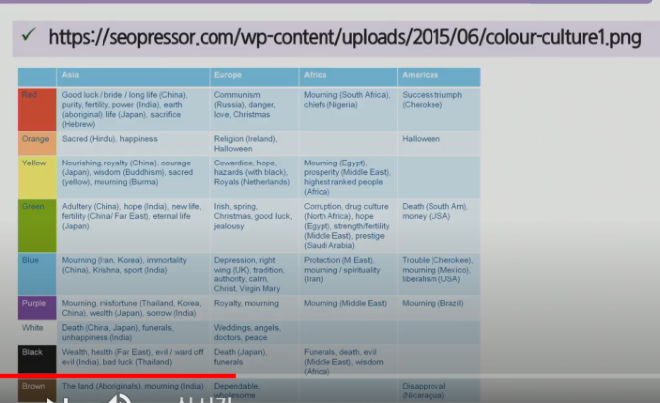 ✓ https://seopressor.com/wp-content/uploads/2015/06/colour-culture1.png
Asia Europe Africa Americas
Red Good luck / bride / long life (China), Communism Mourning (South Africa), Success triumph
purity, fertility, power (India), earth (Russia), danger, chiefs (Nigeria) (Cherokee)
(aboriginal) life (Japan), sacrifice love, Christmas
(Hebrew)
Orange Sacred (Hindu), happiness Religion (Ireland), Halloween
Halloween
Yellow Nourishing, royalty (China), courage Cowardice, hope, Mourning (Egypt),
(Japan), wisdom (Buddhism), sacred hazards (with black), prosperity (Middle East),
(yellow), mourning (Burma) Royals (Netherlands) highest ranked people
(Africa)
Green Adultery (China), hope (India), new life, Irish, spring, Corruption, drug culture Death (South Am),
fertility (China/ Far East), eternal life Christmas, good luck, (North Africa), hope money (USA)
(Japan) jealousy (Egypt), strength/fertility
(Middle East), prestige
(Saudi Arabia)
Blue Mourning (Iran, Korea), immortality Depression, right Protection (M East), Trouble (Cherokee),
(China), Krishna, sport (India) wing (UK), tradition, mourning / spirituality mourning (Mexico),
authority, calm, (Iran) liberalism (USA)
Christ, Virgin Mary
Purple Mourning, misfortune (Thailand, Korea, Royalty, mourning Mourning (Middle East) Mourning (Brazil)
China), wealth (Japan), sorrow (India)
White Death (China, Japan), funerals, Weddings, angels,
unhappiness (India) doctors, peace
Black Wealth, health (Far East), evil / ward off Death (Japan), Funerals, death, evil
evil (India), bad luck (Thailand) funerals (Middle East), wisdom
(Africa)
Brown The land (Aboriginals), mourning (India) Dependable, Disapproval
wholesome (Nicaragua)